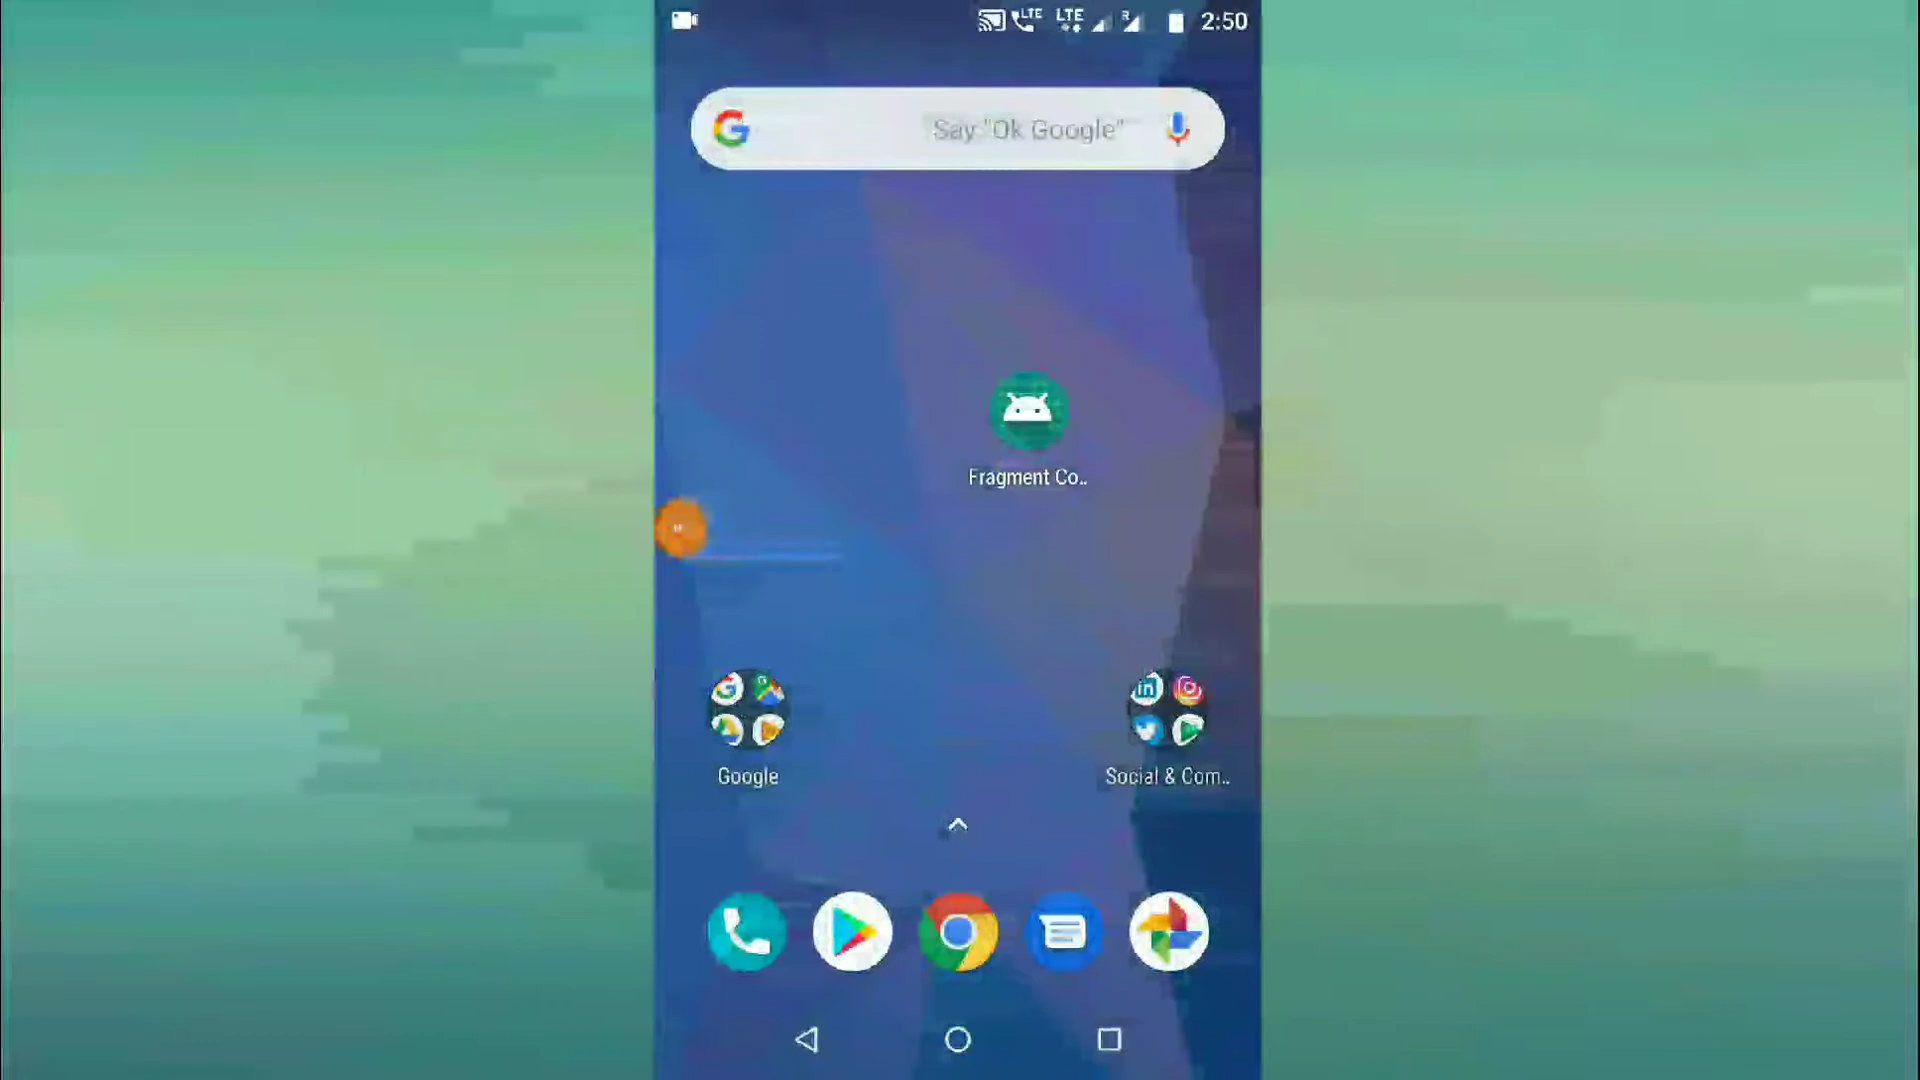 LTE LTE R 2:50
Say "Ok Google"
Fragment Co..
Google
Social & Com..